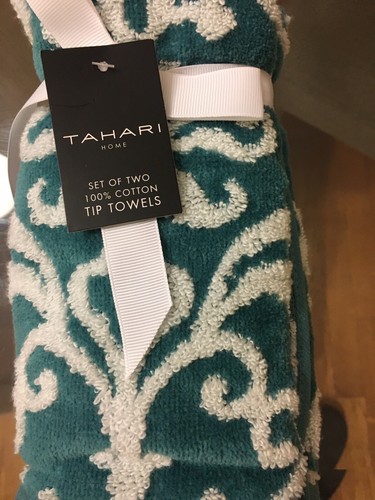 TAHARI
HOME
SET OF TWO
100% COTTON
TIP TOWELS